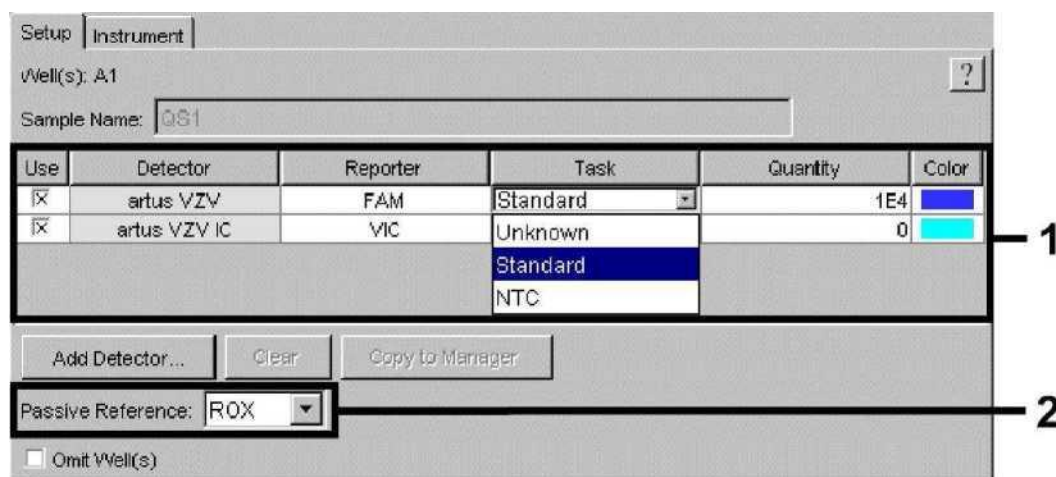 Setup Instrument
Well(s): A1 ?
Sample Name: QS1
Use Detector Reporter Task Quantity Color
artus VZV FAM Standard 1E4
artus VZV IC VIC Unknown 0
Standard
NTC
1
Add Detector... Clear Copy to Manager
Passive Reference: ROX
2
Omit Well(s)